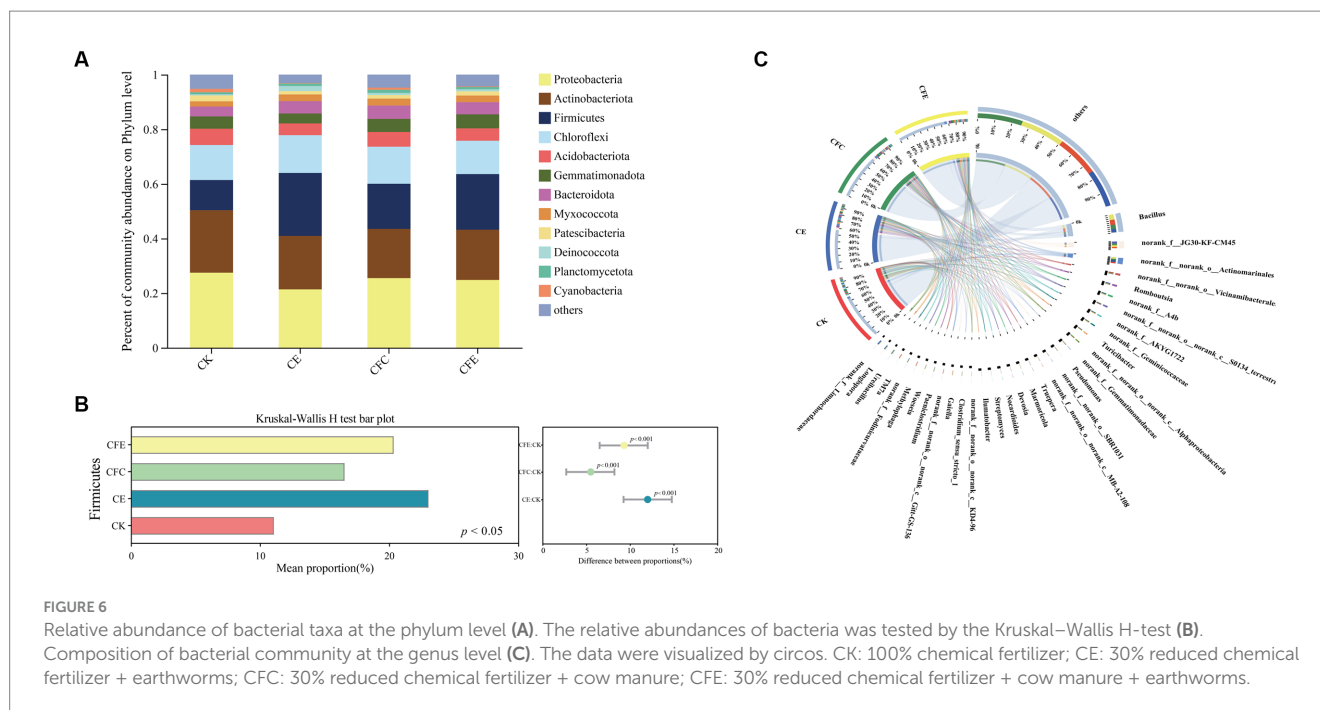 A
Percent of community abundance on Phylum level
1
0.8
0.6
0.4
0.2
0
CK
CE
CFC
CFE
Proteobacteria
Actinobacteriota
Firmicutes
Chloroflexi
Acidobacteriota
Gemmatimonadota
Bacteroidota
Myxococcota
Patescibacteria
Deinococcota
Planctomycetota
Cyanobacteria
others
B
Kruskal-Wallis H test bar plot
Firmicutes
CFE
CFC
CE
CK
p < 0.05
0
10
20
30
Mean proportion(%)
CFE:CK
p<0.001
CFC:CK
p<0.001
CE:CK
p<0.001
0
5
10
15
20
Difference between proportions(%)
C
CFE
CFC
CE
CK
others
Bacillus
norank_f__JG30-KF-CM45
norank_f__norank_o__Actinomarinales
norank_f__norank_o__Vicinamibacterale
Romboutsia
norank_f__A4b
norank_f__norank_o__norank_c__S0134_terrestri
norank_f__AKYG1722
norank_f__Geminicoccaceae
Turicibacter
norank_f__norank_o__norank_c__Alphaproteobacteria
norank_f__Gemmatimonadaceae
Pseudomonas
norank_f__norank_o__SBR1031
norank_f__norank_o__norank_c__MB-A2-108
Truepera
Marmoricola
Devosia
Nocardioides
Streptomyces
Ilumatobacter
norank_f__norank_o__norank_c__KD4-96
Clostridium_sensu_stricto_1
Gaiella
norank_f__norank_o__norank_c__Gitt-GS-136
Paeniclostridium
Woeseia
Methylophaga
norank_f__Fodinicurvataceae
TM7a
Ureibacillus
Longispora
norank_f__Limnochordaceae
FIGURE 6
Relative abundance of bacterial taxa at the phylum level (A). The relative abundances of bacteria was tested by the Kruskal–Wallis H-test (B).
Composition of bacterial community at the genus level (C). The data were visualized by circos. CK: 100% chemical fertilizer; CE: 30% reduced chemical
fertilizer + earthworms; CFC: 30% reduced chemical fertilizer + cow manure; CFE: 30% reduced chemical fertilizer + cow manure + earthworms.